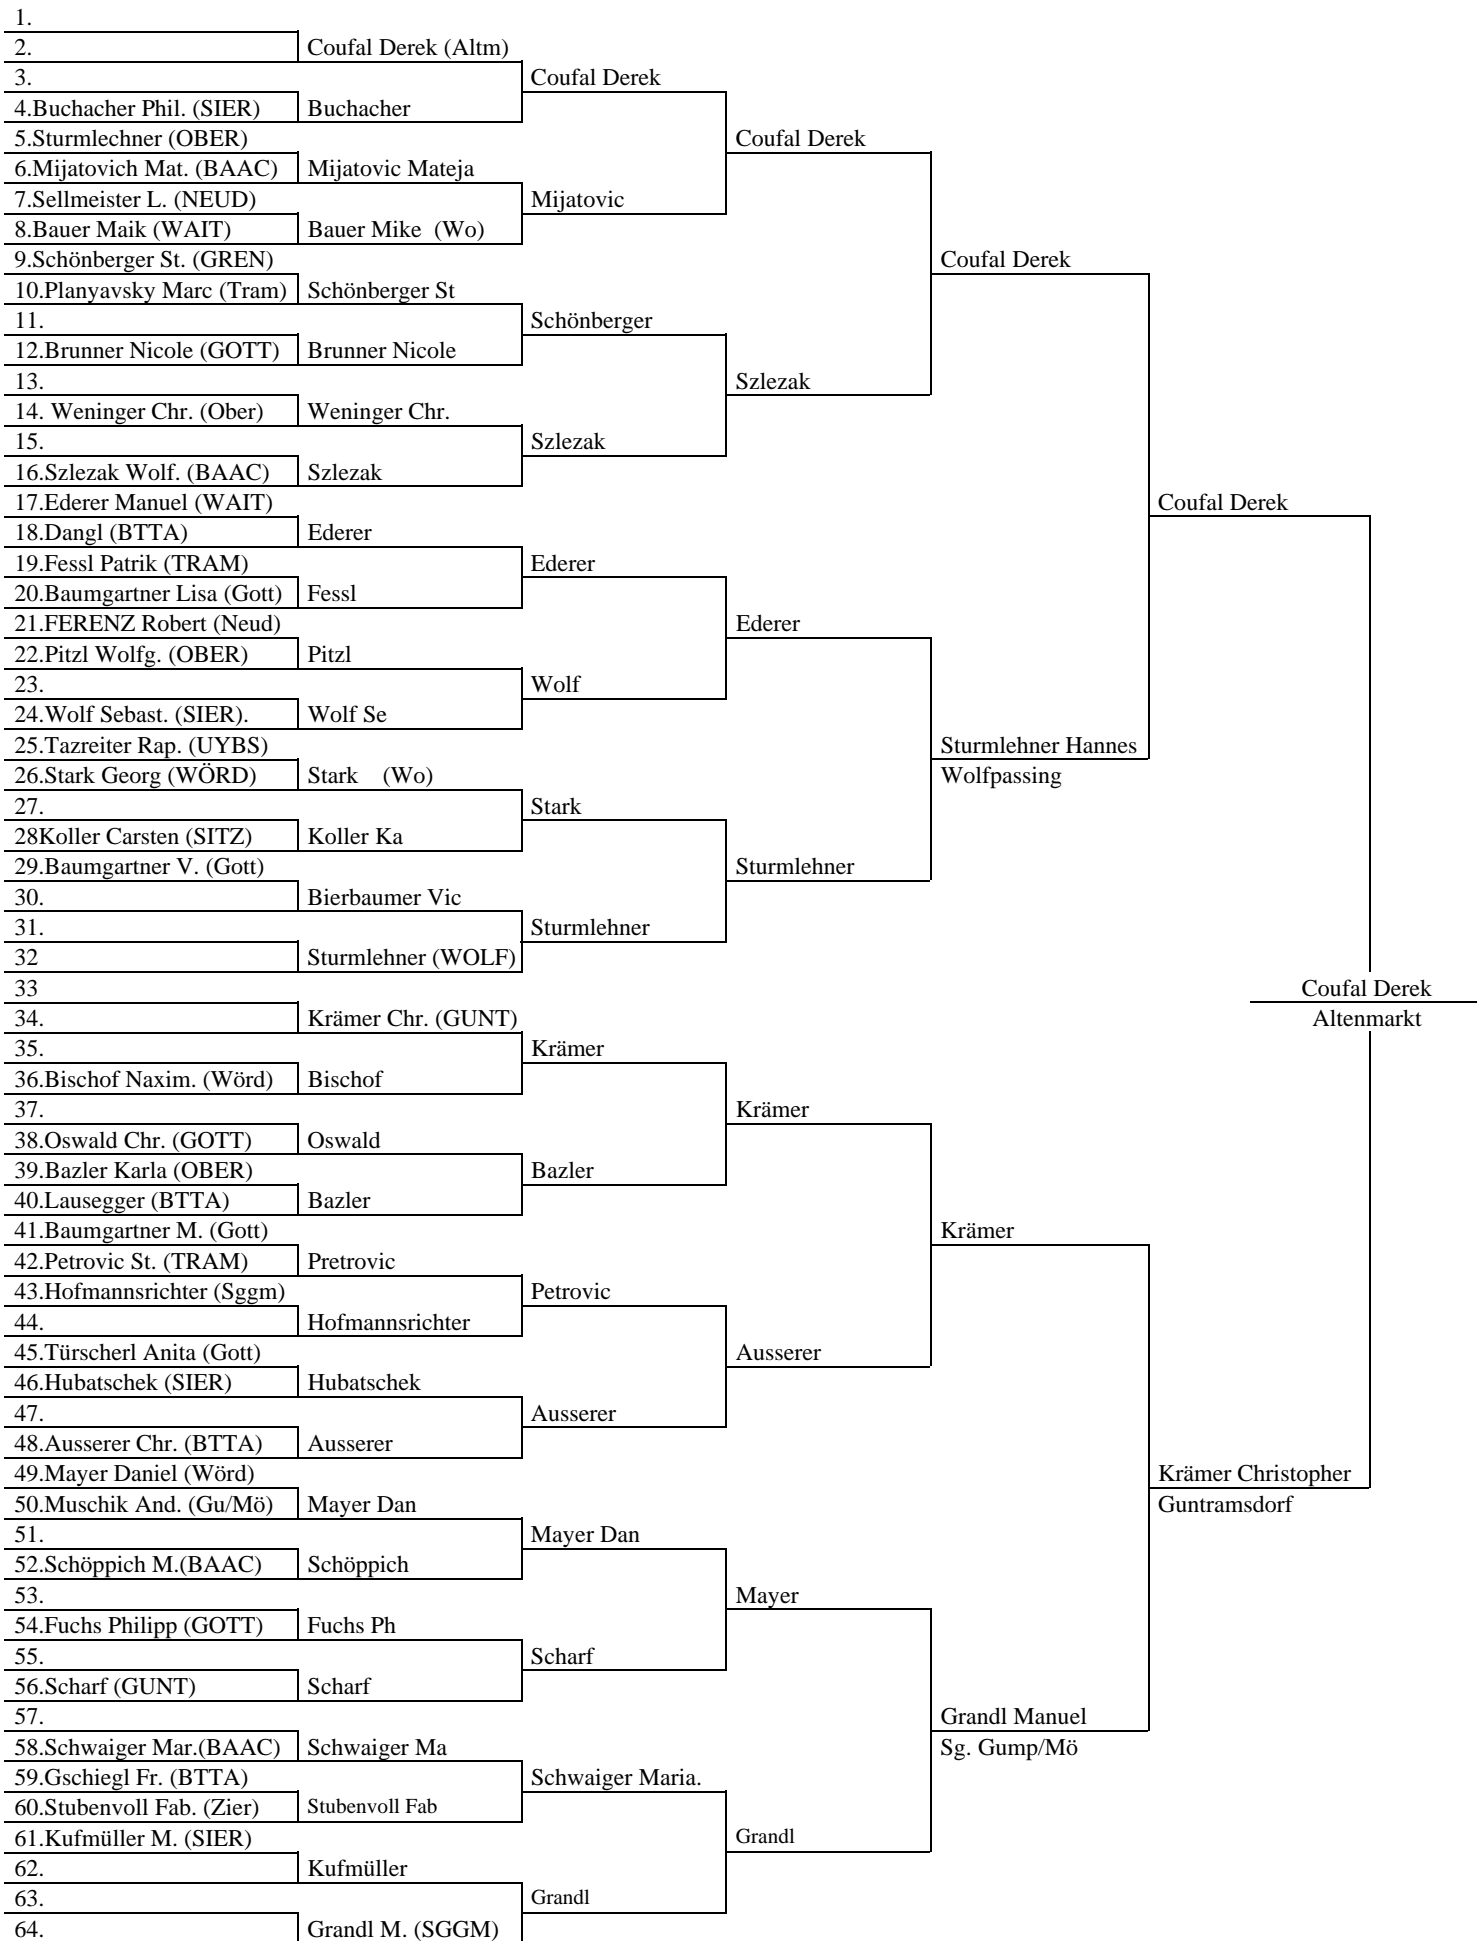 1.
2. Coufal Derek (Altm)
3. Coufal Derek
4.Buchacher Phil. (SIER) Buchacher
5.Sturmlechner (OBER) Coufal Derek
6.Mijatovich Mat. (BAAC) Mijatovic Mateja
7.Sellmeister L. (NEUD) Mijatovic
8.Bauer Maik (WAIT) Bauer Mike (Wo)
9.Schönberger St. (GREN) Coufal Derek
10.Planyavsky Marc (Tram) Schönberger St
11. Schönberger
12.Brunner Nicole (GOTT) Brunner Nicole
13. Szlezak
14. Weninger Chr. (Ober) Weninger Chr.
15. Szlezak
16.Szlezak Wolf. (BAAC) Szlezak
17.Ederer Manuel (WAIT) Coufal Derek
18.Dangl (BTTA) Ederer
19.Fessl Patrik (TRAM) Ederer
20.Baumgartner Lisa (Gott) Fessl
21.FERENZ Robert (Neud) Ederer
22.Pitzl Wolfg. (OBER) Pitzl
23. Wolf
24.Wolf Sebast. (SIER). Wolf Se
25.Tazreiter Rap. (UYBS) Sturmlehner Hannes
26.Stark Georg (WÖRD) Stark (Wo) Wolfpassing
27. Stark
28Koller Carsten (SITZ) Koller Ka
29.Baumgartner V. (Gott) Sturmlehner
30. Bierbaumer Vic
31. Sturmlehner
32 Sturmlehner (WOLF)
33 Coufal Derek
34. Krämer Chr. (GUNT) Altenmarkt
35. Krämer
36.Bischof Naxim. (Wörd) Bischof
37. Krämer
38.Oswald Chr. (GOTT) Oswald
39.Bazler Karla (OBER) Bazler
40.Lausegger (BTTA) Bazler
41.Baumgartner M. (Gott) Krämer
42.Petrovic St. (TRAM) Pretrovic
43.Hofmannsrichter (Sggm) Petrovic
44. Hofmannsrichter
45.Türscherl Anita (Gott) Ausserer
46.Hubatschek (SIER) Hubatschek
47. Ausserer
48.Ausserer Chr. (BTTA) Ausserer
49.Mayer Daniel (Wörd) Krämer Christopher
50.Muschik And. (Gu/Mö) Mayer Dan Guntramsdorf
51. Mayer Dan
52.Schöppich M.(BAAC) Schöppich
53. Mayer
54.Fuchs Philipp (GOTT) Fuchs Ph
55. Scharf
56.Scharf (GUNT) Scharf
57. Grandl Manuel
58.Schwaiger Mar.(BAAC) Schwaiger Ma Sg. Gump/Mö
59.Gschiegl Fr. (BTTA) Schwaiger Maria.
60.Stubenvoll Fab. (Zier) Stubenvoll Fab
61.Kufmüller M. (SIER) Grandl
62. Kufmüller
63. Grandl
64. Grandl M. (SGGM)